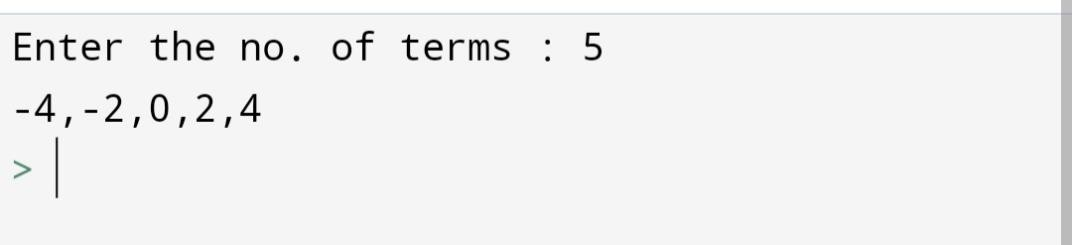 Enter the no. of terms : 5
-4,-2,0,2,4
>